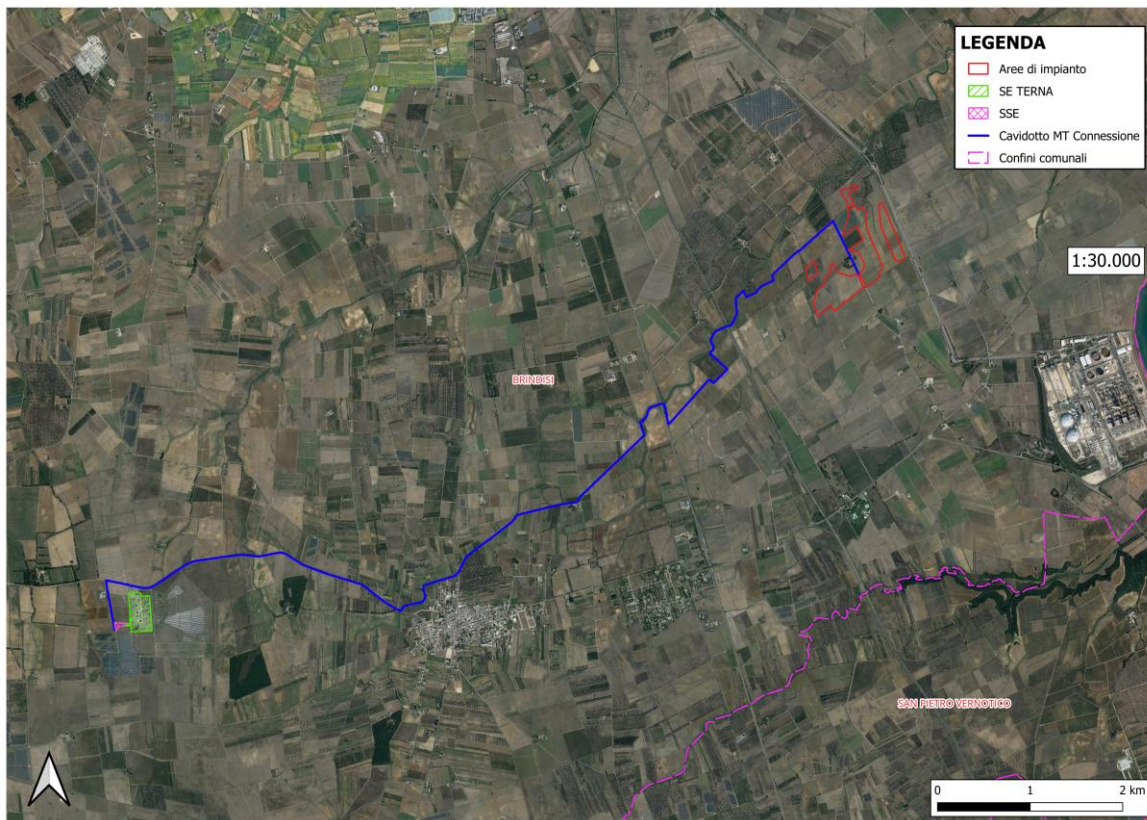 LEGENDA
Aree di impianto
SE TERNA
SSE
Cavidotto MT Connessione
Confini comunali
1:30.000
BRINDISI
SAN PIETRO VERNOTICO
0 1 2 km